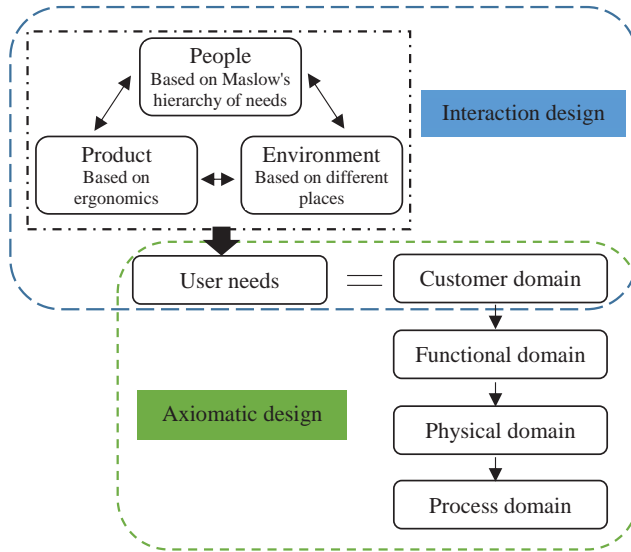 People
Based on Maslow's
hierarchy of needs
Interaction design
Product
Based on
ergonomics
Environment
Based on different
places
User needs
Customer domain
Functional domain
Axiomatic design
Physical domain
Process domain